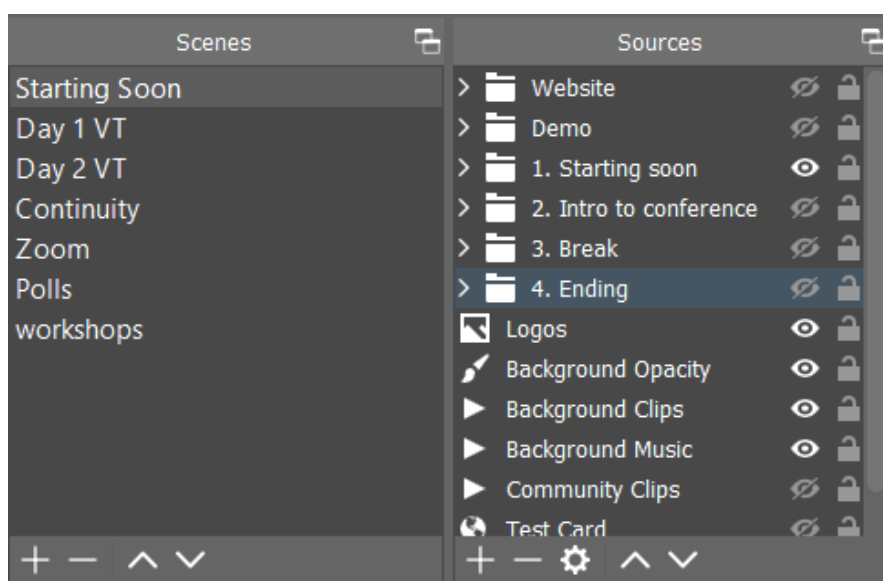 Scenes
Starting Soon
Day 1 VT
Day 2 VT
Continuity
Zoom
Polls
workshops
Sources
Website
Demo
1. Starting soon
2. Intro to conference
3. Break
4. Ending
Logos
Background Opacity
Background Clips
Background Music
Community Clips
Test Card